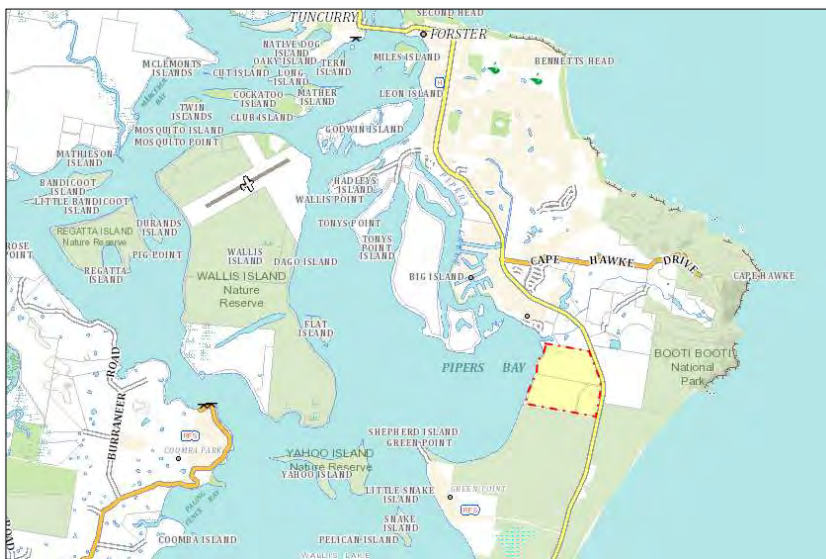 SECOND HEAD
TUNCURRY
FORSTER
NATIVE DOG
ISLAND
OAKY ISLAND
TERN
ISLAND
MILES ISLAND
BENNETTS HEAD
MCLEMONTS
ISLANDS
CUT ISLAND
LONG
ISLAND
COCKATOO
ISLAND
MATHER
ISLAND
LEON ISLAND
CLUB ISLAND
TWIN
ISLANDS
MOSQUITO ISLAND
MOSQUITO POINT
GODWIN ISLAND
MATHIESON
ISLAND
BANDICOOT
ISLAND
LITTLE BANDICOOT
ISLAND
HADLEYS
ISLAND
WALLIS POINT
PIPERS
REGATTA ISLAND
Nature Reserve
DURANDS
ISLAND
TONYS POINT
TONYS
POINT
ISLAND
ROSE
POINT
PIG POINT
REGATTA
ISLAND
WALLIS
ISLAND
DAGO ISLAND
WALLIS ISLAND
Nature
Reserve
BIG ISLAND
CAPE HAWKE DRIVE
CAPE HAWKE
FLAT
ISLAND
BURRANEER ROAD
PIPERS BAY
BOOTI BOOTI
National
Park
RFS
COOMBA PARK
SHEPHERD ISLAND
GREEN POINT
YAHOO ISLAND
Nature Reserve
YAHOO ISLAND
LITTLE SNAKE
ISLAND
GREEN POINT
RFS
SNAKE
ISLAND
COOMBA ISLAND
PELICAN ISLAND
WALLIS LAKE